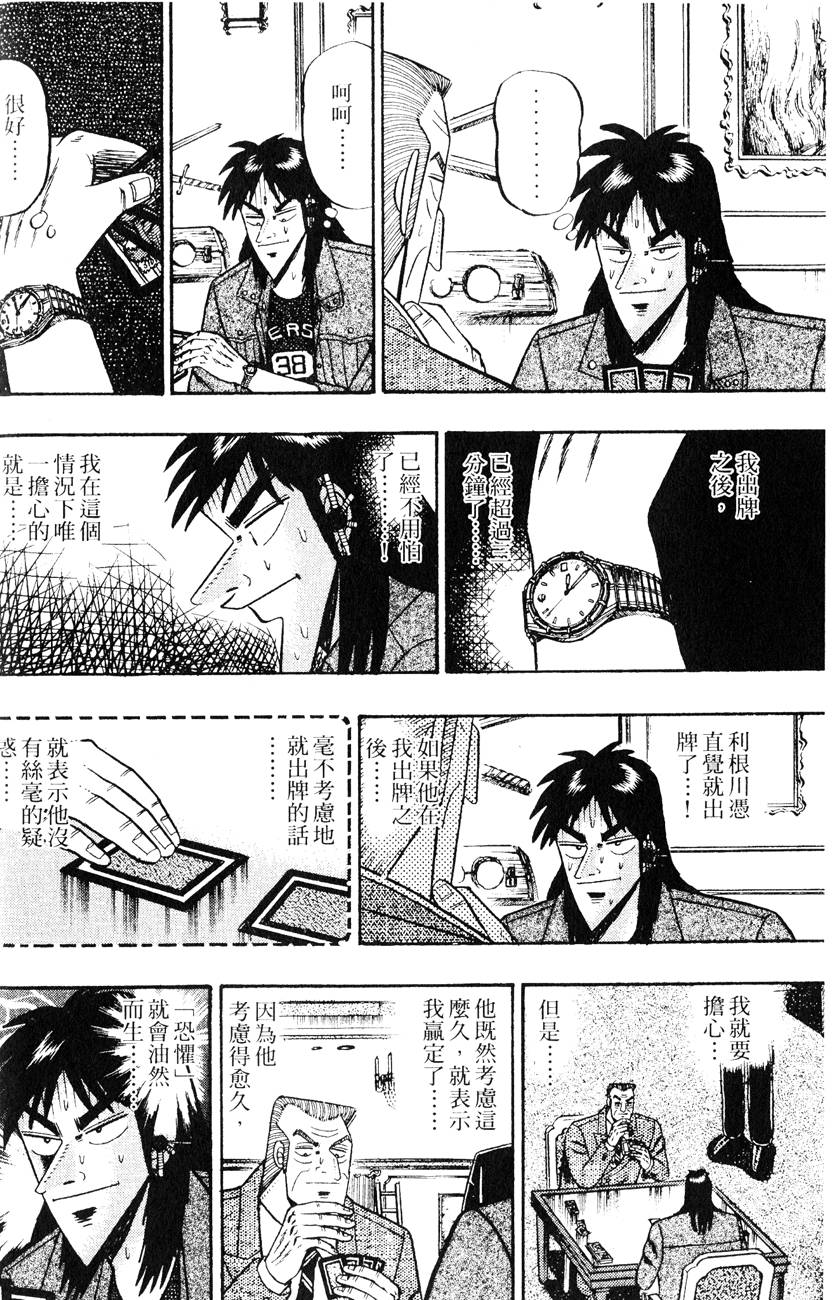 ………
………
呵呵……
ERS
38
很好……
我出牌
之後，
已經超過三
分鐘了………
已經不用怕
了………！
我在這個
情況下唯
一擔心的
就是……
利根川憑
直覺就出
牌了…！
如果他在
我出牌之
後……
毫不考慮地
就出牌的話
………
就表示他沒
有絲毫的疑
惑……
我就要
擔心…
但是……
他既然考慮這
麼久，就表示
我贏定了……
因為他
考慮得愈久，
「恐懼」
就會油然
而生………